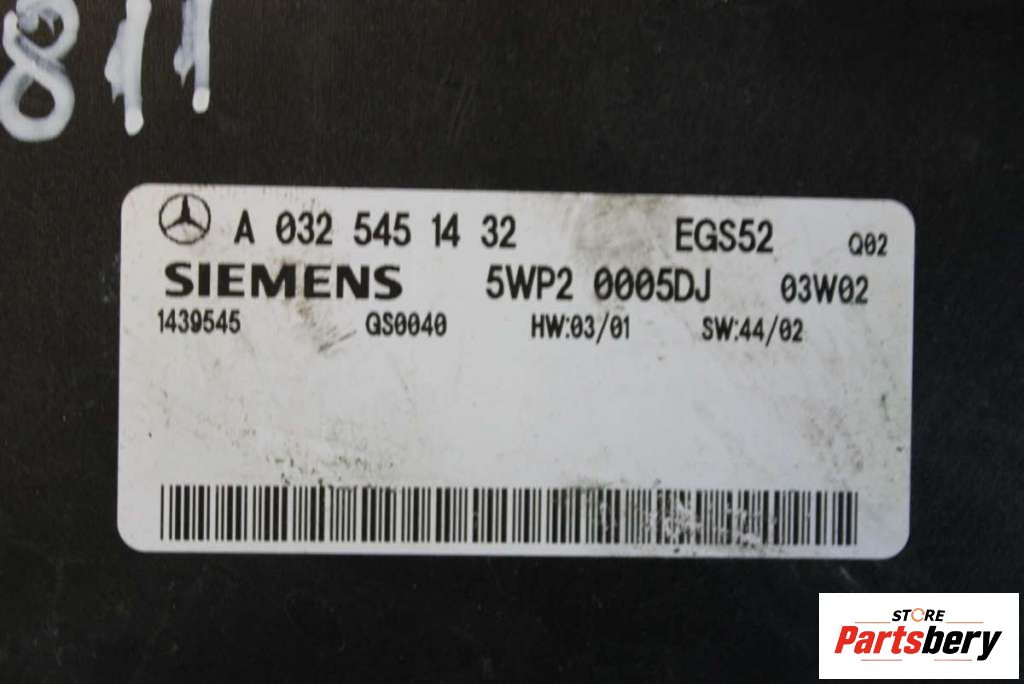 811
A 032 545 14 32 EGS52 Q02
SIEMENS 5WP2 0005DJ 03W02
1439545 QS0040 HW:03/01 SW:44/02
STORE
Partsbery